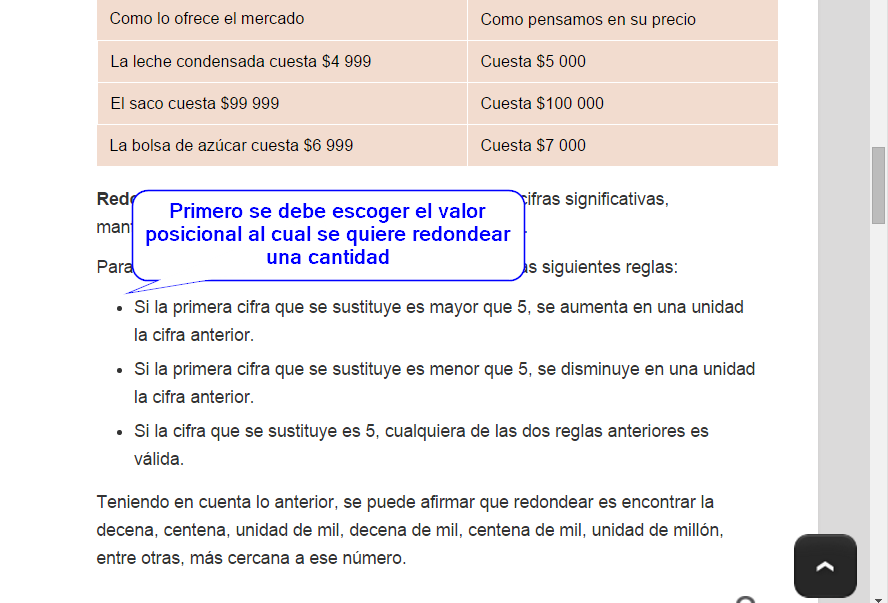 Como lo ofrece el mercado Como pensamos en su precio
La leche condensada cuesta $4 999 Cuesta $5 000
El saco cuesta $99 999 Cuesta $100 000
La bolsa de azúcar cuesta $6 999 Cuesta $7 000
Primero se debe escoger el valor
posicional al cual se quiere redondear
una cantidad
cifras significativas,
Para siguientes reglas:
• Si la primera cifra que se sustituye es mayor que 5, se aumenta en una unidad
la cifra anterior.
• Si la primera cifra que se sustituye es menor que 5, se disminuye en una unidad
la cifra anterior.
• Si la cifra que se sustituye es 5, cualquiera de las dos reglas anteriores es
válida.
Teniendo en cuenta lo anterior, se puede afirmar que redondear es encontrar la
decena, centena, unidad de mil, decena de mil, centena de mil, unidad de millón,
entre otras, más cercana a ese número.